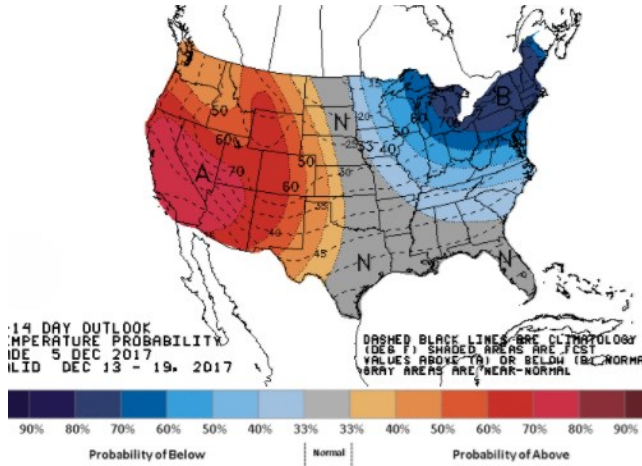 50
60
A
70
60
50
N
33
40
50
60
70
B
15
20
25
30
35
40
45
N
N
-14 DAY OUTLOOK
EMPERATURE PROBABILITY
DE 5 DEC 2017
LID DEC 13 - 19, 2017
DASHED BLACK LINES ARE CLIMATOLOGY
(DEG F) SHADED AREAS ARE FCST
VALUES ABOVE (A) OR BELOW (B) NORMA
GRAY AREAS ARE NEAR-NORMAL
90% 80% 70% 60% 50% 40% 33% 33% 40% 50% 60% 70% 80% 90%
Probability of Below Normal Probability of Above